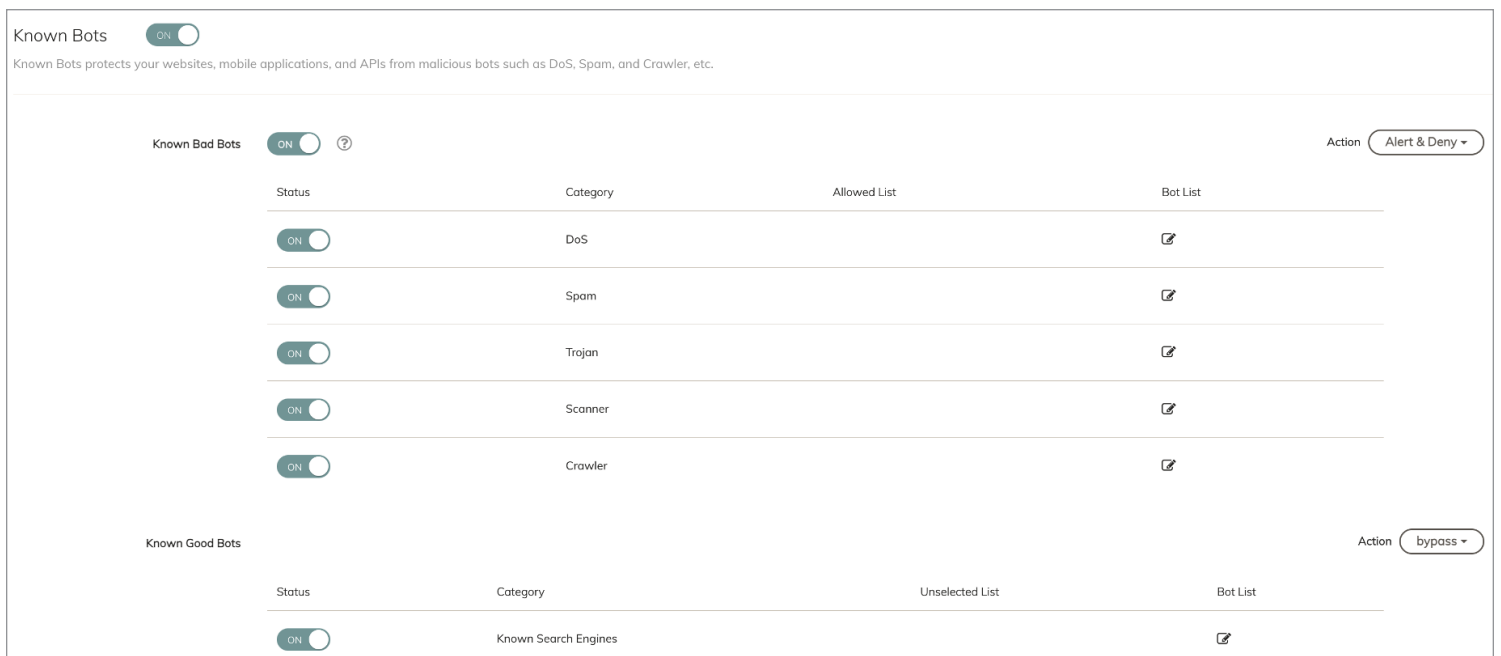 Known Bots ON
Known Bots protects your websites, mobile applications, and APIs from malicious bots such as DoS, Spam, and Crawler, etc.
Known Bad Bots ON ? Action Alert & Deny
Status Category Allowed List Bot List
ON DoS
ON Spam
ON Trojan
ON Scanner
ON Crawler
Known Good Bots Action bypass
Status Category Unselected List Bot List
ON Known Search Engines